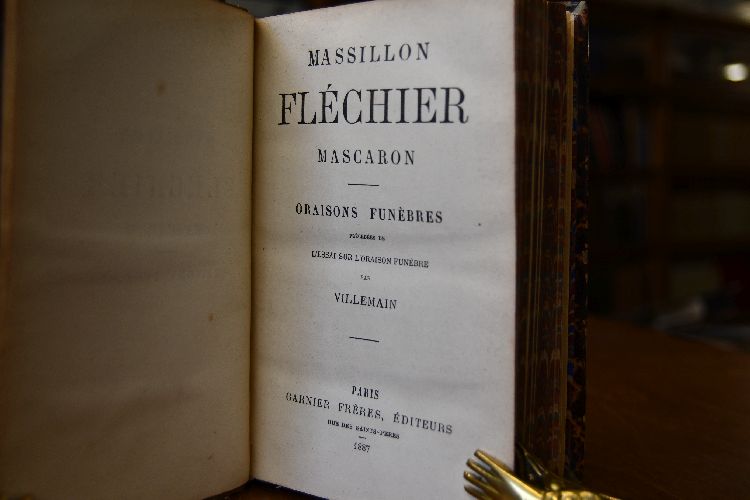 MASSILLON
FLÉCHIER
MASCARON
ORAISONS FUNÈBRES
PRÉCÉDÉES DE
L'ESSAI SUR L'ORAISON FUNÈBRE
PAR
VILLEMAIN
PARIS
GARNIER FRÈRES, ÉDITEURS
RUE DES SAINTS-PÈRES
1887